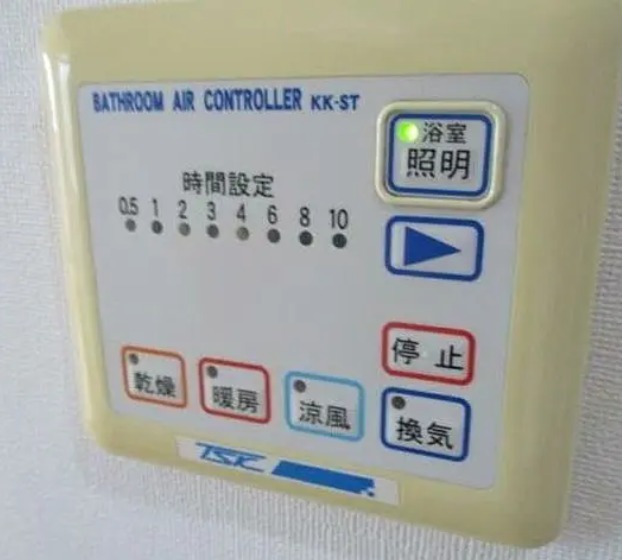 BATHROOM AIR CONTROLLER KK-ST
浴室
照明
時間設定
0.5 1 2 3 4 6 8 10
停止
乾燥 暖房 涼風 換気
TSK